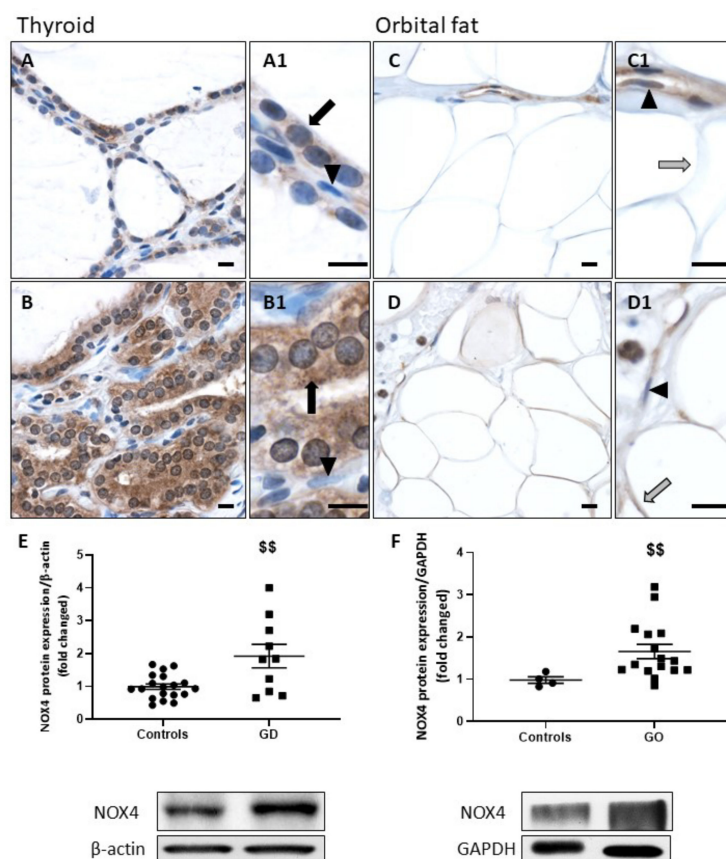 Thyroid
Orbital fat
A
A1
C
C1
B
B1
D
D1
E
NOX4 protein expression/β-actin
(fold changed)
5
4
3
2
1
0
$$
Controls
GD
F
NOX4 protein expression/GAPDH
(fold changed)
4
3
2
1
0
$$
Controls
GO
NOX4
β-actin
NOX4
GAPDH